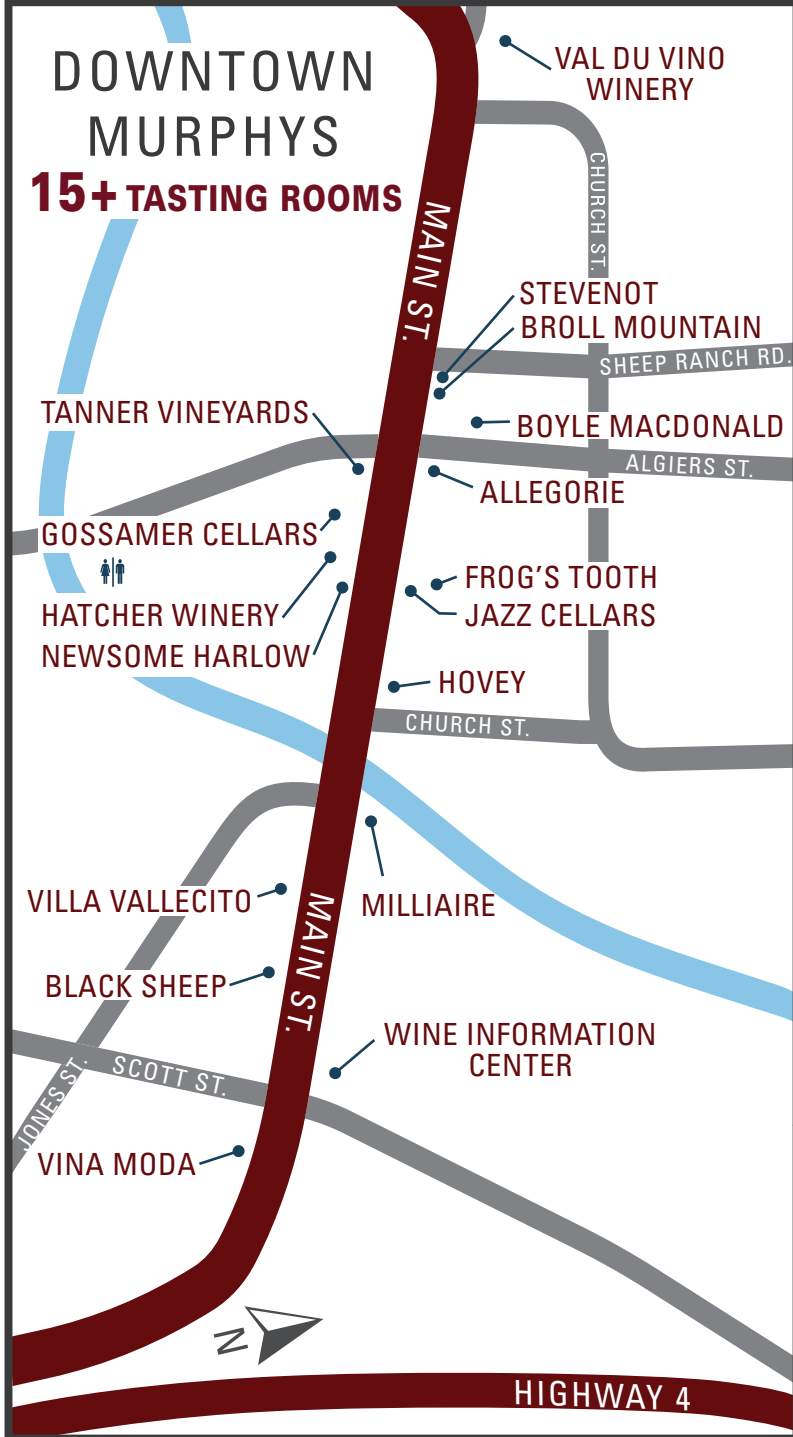 DOWNTOWN
MURPHYS
15+ TASTING ROOMS
VAL DU VINO
WINERY
CHURCH ST.
MAIN ST.
STEVENOT
BROLL MOUNTAIN
SHEEP RANCH RD.
TANNER VINEYARDS
BOYLE MACDONALD
ALGIERS ST.
ALLEGORIE
GOSSAMER CELLARS
FROG'S TOOTH
HATCHER WINERY
JAZZ CELLARS
NEWSOME HARLOW
HOVEY
CHURCH ST.
VILLA VALLECITO
MILLIAIRE
MAIN ST.
BLACK SHEEP
WINE INFORMATION
CENTER
JONES ST.
SCOTT ST.
VINA MODA
N
HIGHWAY 4